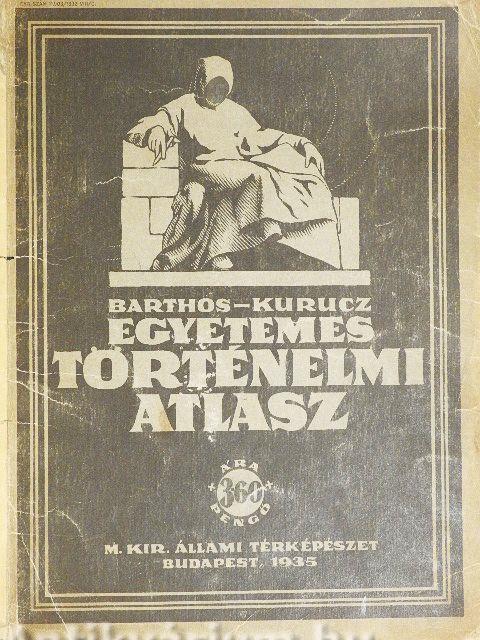 BARTHOS–KURUCZ
EGYETEMES
TÖRTÉNELMI
ATLASZ
ÁRA
360
PENGŐ
M. KIR. ÁLLAMI TÉRKÉPÉSZET
BUDAPEST, 1935